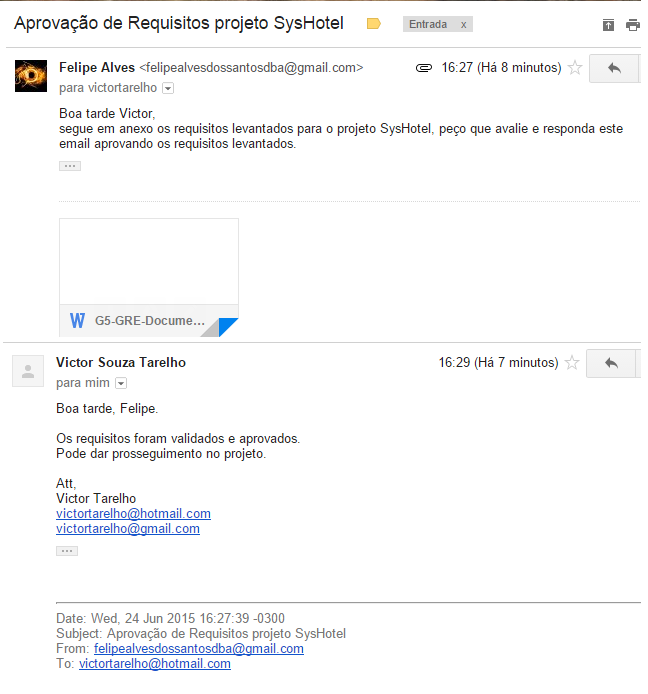 Aprovação de Requisitos projeto SysHotel Entrada x
Felipe Alves <felipealvesdossantosdba@gmail.com> 16:27 (Há 8 minutos)
para victortarelho
Boa tarde Victor,
segue em anexo os requisitos levantados para o projeto SysHotel, peço que avalie e responda este
email aprovando os requisitos levantados.
...
W G5-GRE-Docume...
Victor Souza Tarelho 16:29 (Há 7 minutos)
para mim
Boa tarde, Felipe.
Os requisitos foram validados e aprovados.
Pode dar prosseguimento no projeto.
Att,
Victor Tarelho
victortarelho@hotmail.com
victortarelho@gmail.com
...
Date: Wed, 24 Jun 2015 16:27:39 -0300
Subject: Aprovação de Requisitos projeto SysHotel
From: felipealvesdossantosdba@gmail.com
To: victortarelho@hotmail.com